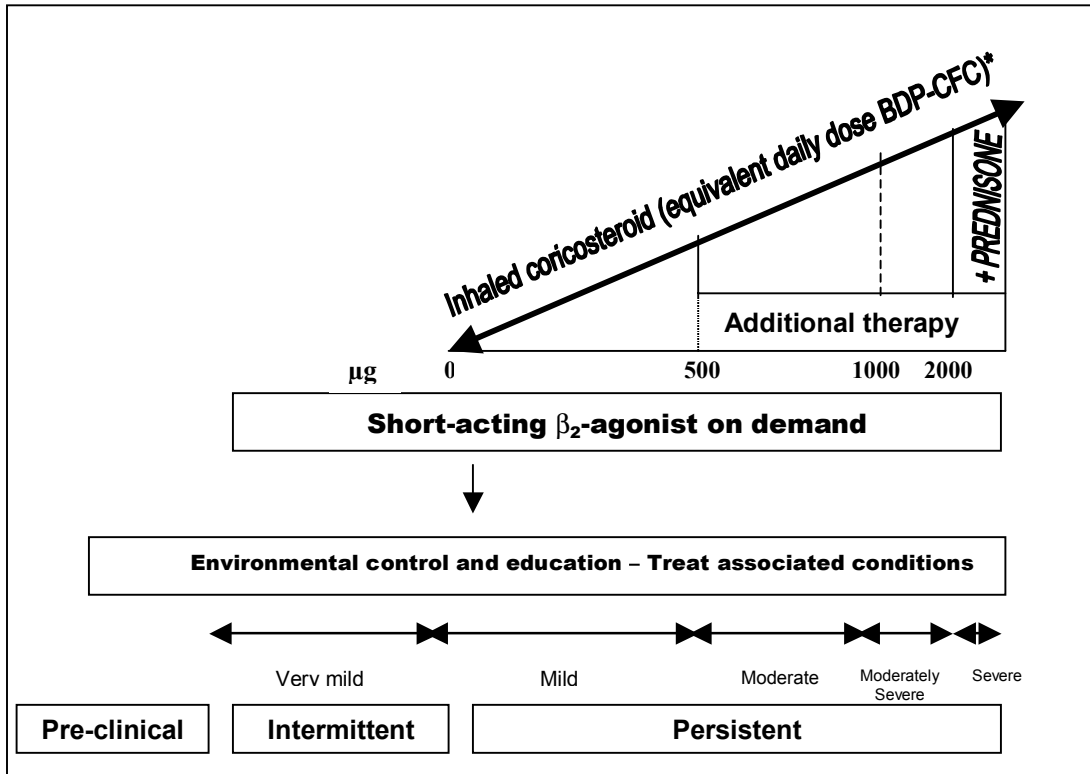 Inhaled coricosteroid (equivalent daily dose BDP-CFC)*
+ PREDNISONE
Additional therapy
µg 0 500 1000 2000
Short-acting β₂-agonist on demand
Environmental control and education – Treat associated conditions
Verv mild Mild Moderate Moderately Severe Severe
Pre-clinical Intermittent Persistent